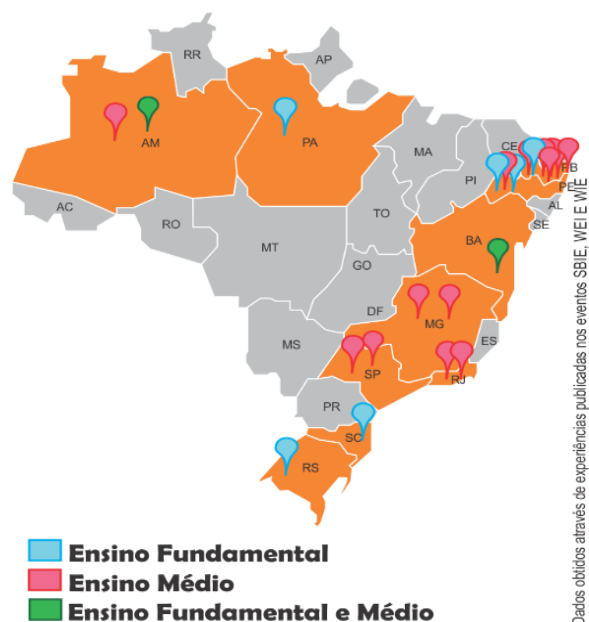 RR
AP
AM
PA
MA
CE
PB
PI
PE
AL
SE
AC
RO
TO
MT
BA
GO
DF
MG
ES
MS
SP
RJ
PR
SC
RS
Ensino Fundamental
Ensino Médio
Ensino Fundamental e Médio
Dados obtidos através de experiências publicadas nos eventos SBIE, WEI E WIE